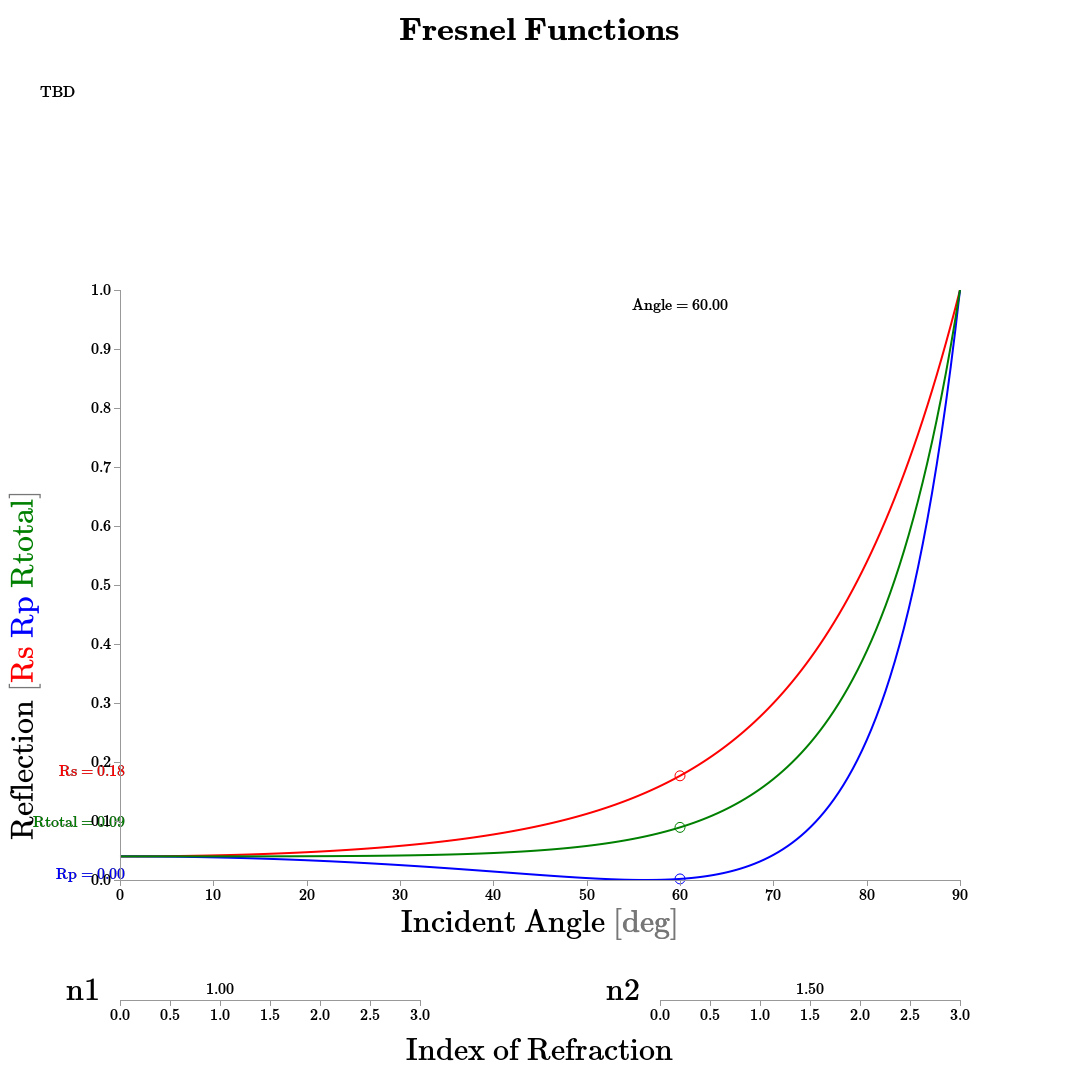 Fresnel Functions
TBD
Angle = 60.00
1.0
0.9
0.8
0.7
0.6
0.5
0.4
0.3
0.2
0.1
0.0
Rs = 0.18
Rtotal = 0.09
Rp = 0.00
Reflection [Rs Rp Rtotal]
0 10 20 30 40 50 60 70 80 90
Incident Angle [deg]
n1 1.00
0.0 0.5 1.0 1.5 2.0 2.5 3.0
n2 1.50
0.0 0.5 1.0 1.5 2.0 2.5 3.0
Index of Refraction